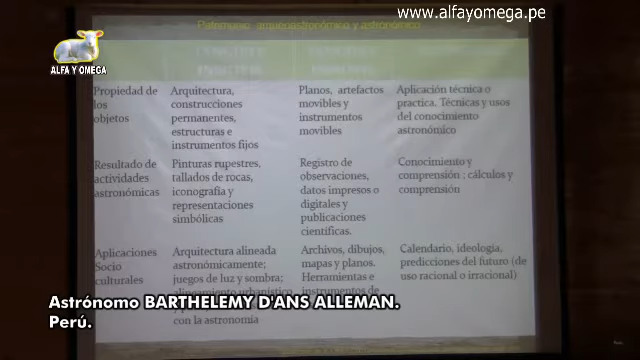 www.alfayomega.pe
Patrimonio arqueoastronómico y astronómico
ALFA Y OMEGA
Propiedad de
los
objetos
Arquitectura,
construcciones
permanentes,
estructuras e
instrumentos fijos
Planos, artefactos
movibles y
instrumentos
movibles
Aplicación técnica o
practica. Técnicas y usos
del conocimiento
astronómico
Resultado de
actividades
astronómicas
Pinturas rupestres,
tallados de rocas,
iconografía y
representaciones
simbólicas
Registro de
observaciones,
datos impresos o
digitales y
publicaciones
científicas.
Conocimiento y
comprensión ; cálculos y
comprensión
Aplicaciones
Socio
culturales
Arquitectura alineada
astronómicamente;
juegos de luz y sombra;
alineamiento urbanístico
con la astronomía
Archivos, dibujos,
mapas y planos.
Herramientas e
instrumentos de
Calendario, ideología,
predicciones del futuro (de
uso racional o irracional)
Astrónomo BARTHELEMY D'ANS ALLEMAN.
Perú.